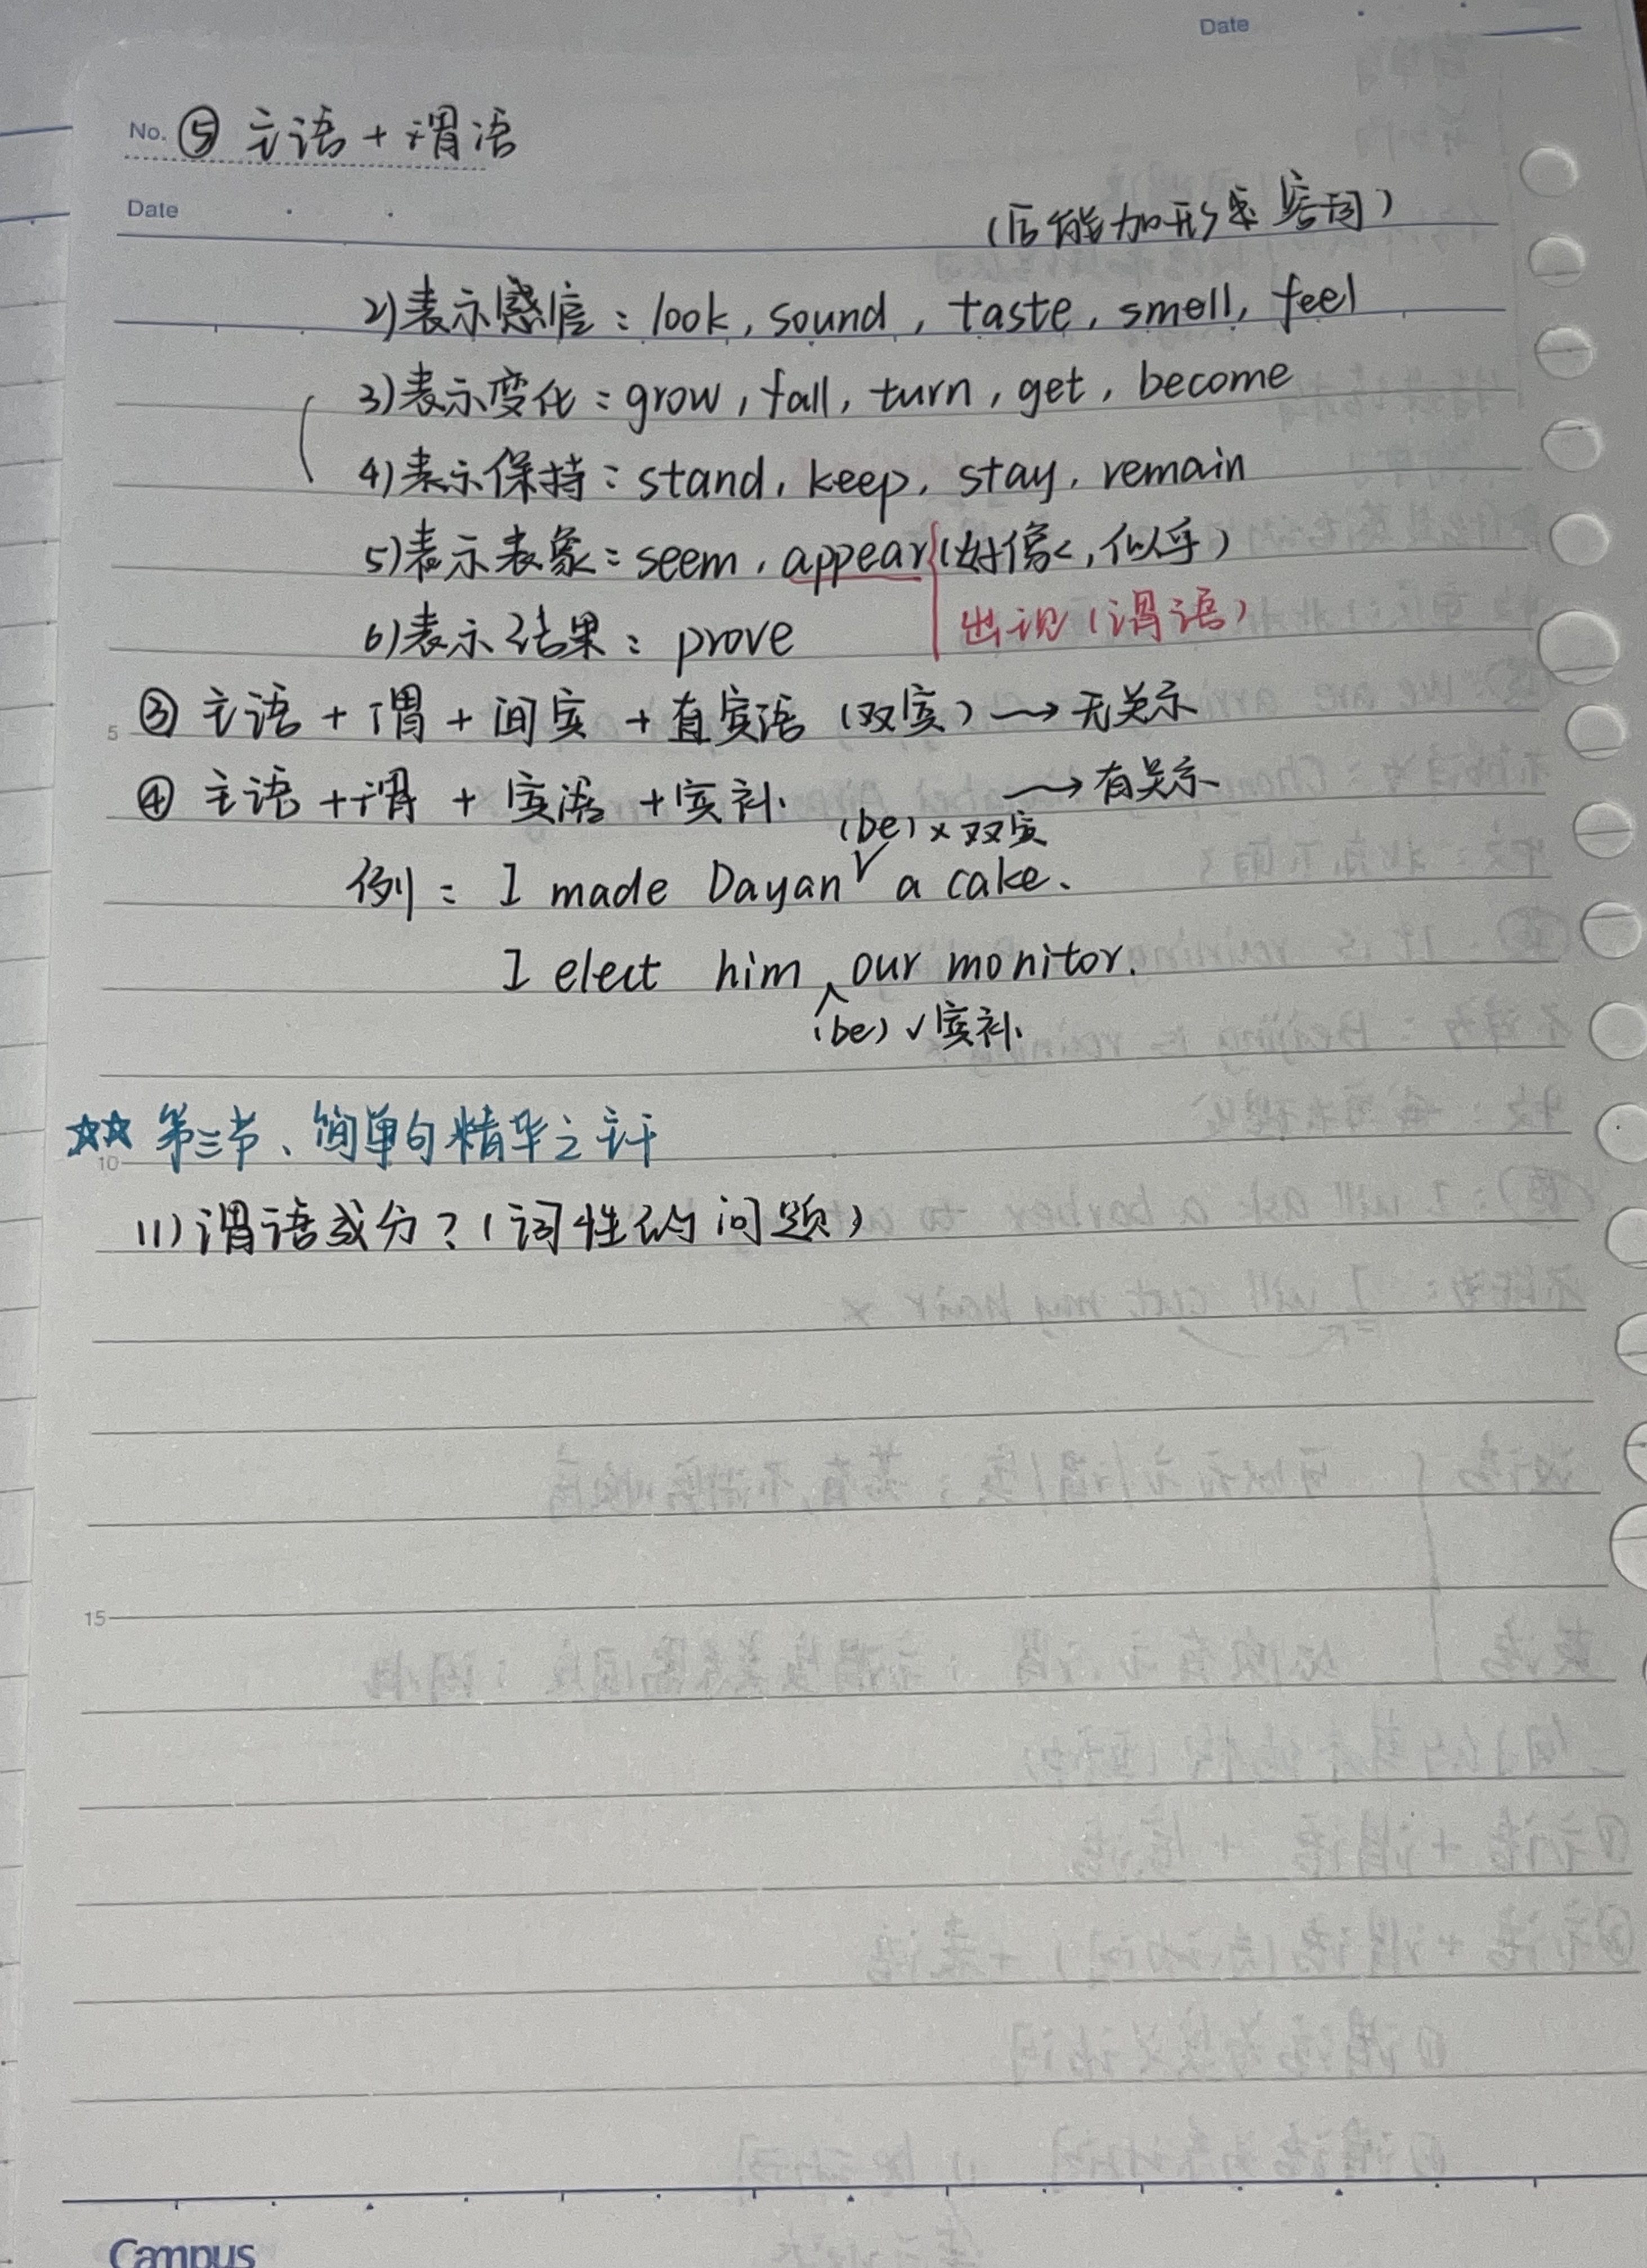 Date
No. ⑤ 主语 + 谓语
Date
(后能加形
2)表示感官:look, sound, taste, smell, feel
3)表示变化:grow, fall, turn, get, become
4)表示保持:stand, keep, stay, remain
5)表示表象:seem, appear (好像, 似乎)
6)表示结果:prove 出现(谓语)
5 ③ 主语 + 谓 + 间宾 + 直宾语 (双宾) → 无关系
④ 主语 + 谓 + 宾语 + 宾补. → 有关系
(be) × 双宾
例: I made Dayan a cake.
I elect him our monitor.
(be) √ 宾补.
☆☆ 第三节、简单句精华之主干
10
(1) 谓语成分?(词性的问题)
15
Campus